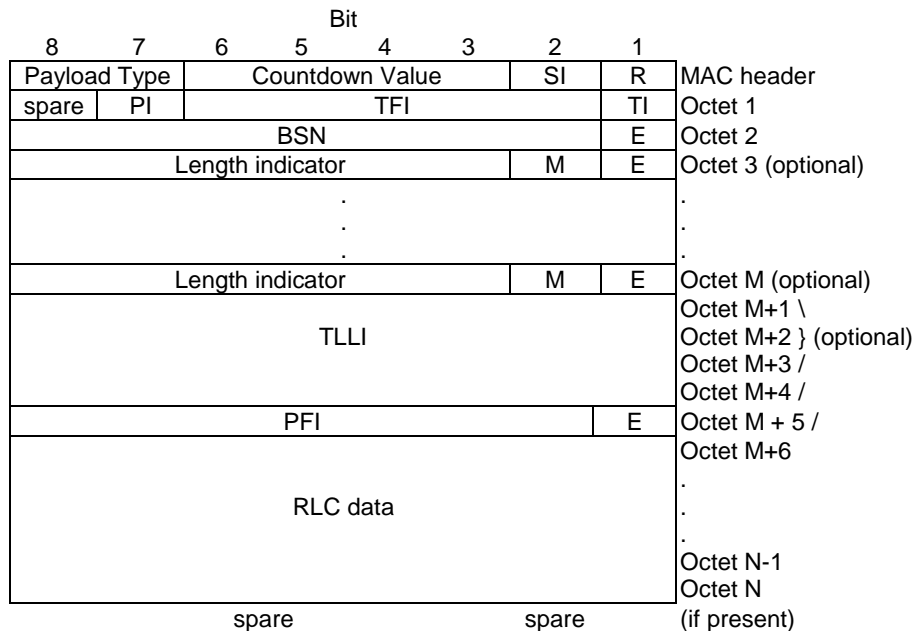 Bit
8 7 6 5 4 3 2 1
Payload Type Countdown Value SI R MAC header
spare PI TFI TI Octet 1
BSN E Octet 2
Length indicator M E Octet 3 (optional)
. .
. .
. .
Length indicator M E Octet M (optional)
Octet M+1 \
TLLI Octet M+2 } (optional)
Octet M+3 /
Octet M+4 /
PFI E Octet M + 5 /
Octet M+6
.
RLC data .
.
Octet N-1
Octet N
spare spare (if present)